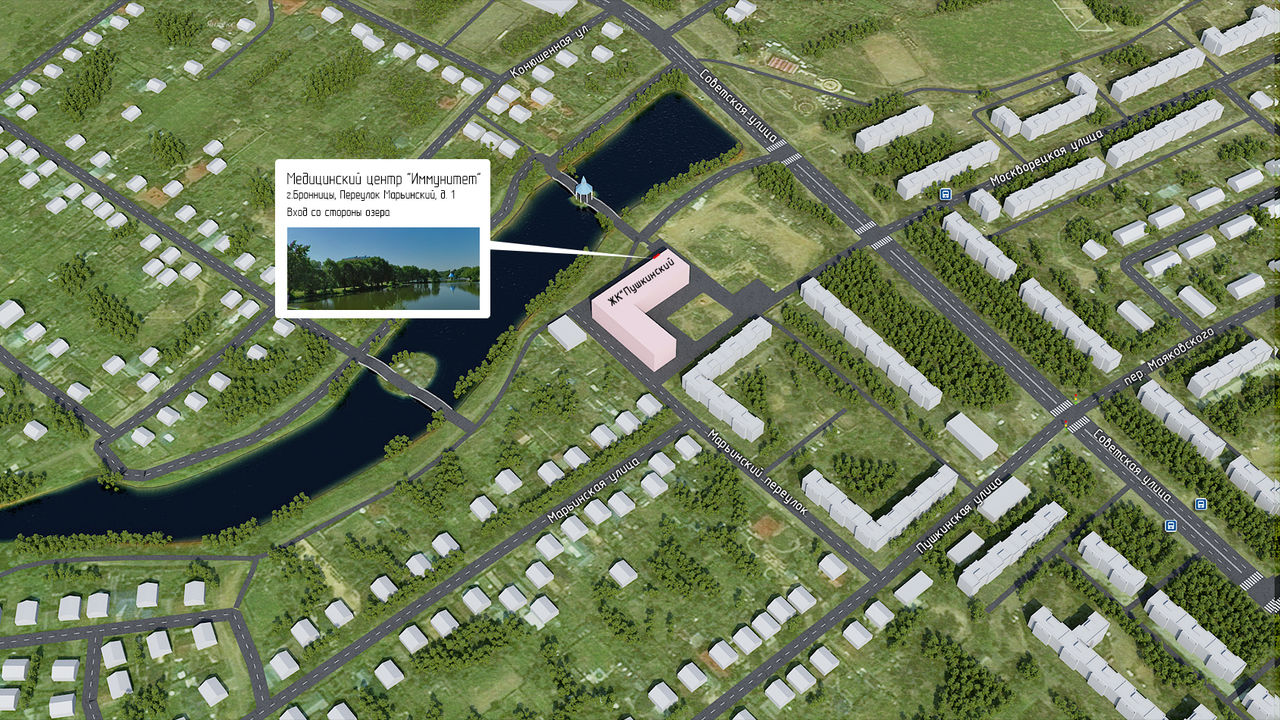 Конюшенная ул.
Советская улица
Москворецкая улица
Медицинский центр "Иммунитет"
г.Бронницы, Переулок Марьинский, д. 1
Вход со стороны озера
ЖК"Пушкинский
пер. Маяковского
Марьинский переулок
Марьинская улица
Пушкинская улица
Советская улица